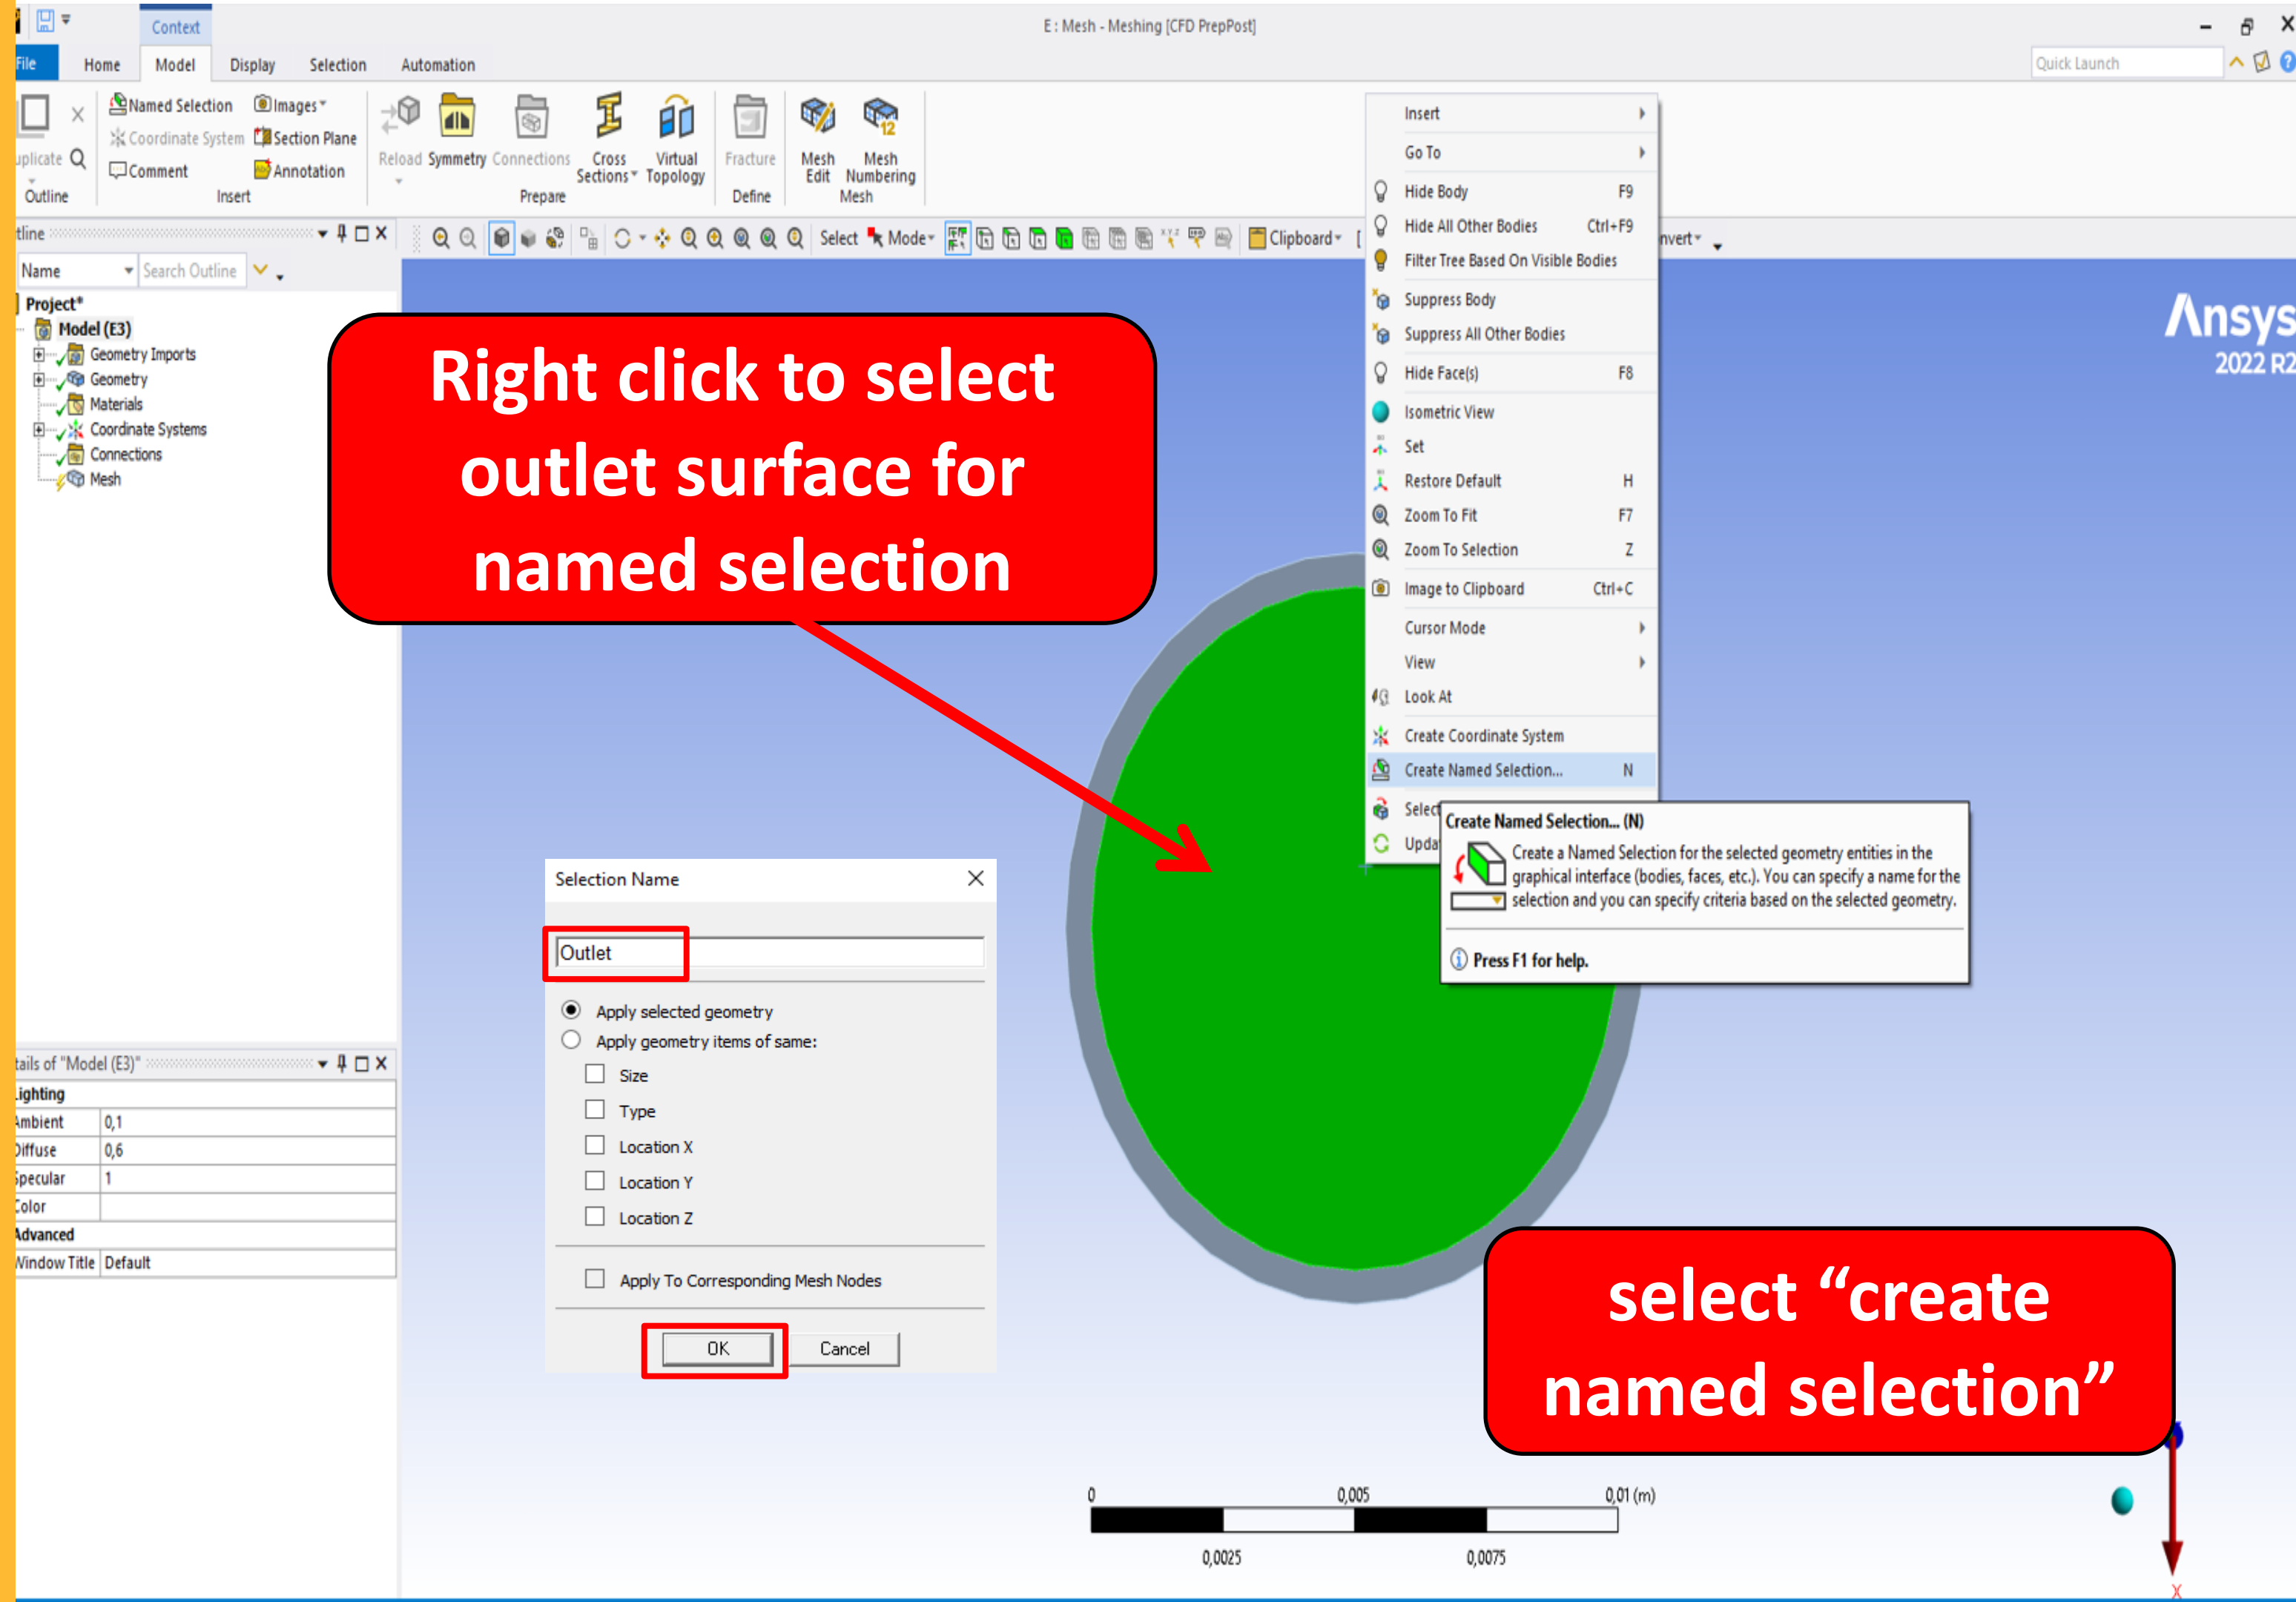 Context
E : Mesh - Meshing [CFD PrepPost]
File Home Model Display Selection Automation
Quick Launch
Named Selection Images
Coordinate System Section Plane
Comment Annotation
Outline
Insert
Reload Symmetry Connections Cross Sections Virtual Topology
Prepare
Fracture
Define
Mesh Edit Mesh Numbering
12
Mesh
Select Mode Clipboard
Name Search Outline
Project*
Model (E3)
Geometry Imports
Geometry
Materials
Coordinate Systems
Connections
Mesh
Right click to select
outlet surface for
named selection
Insert
Go To
Hide Body F9
Hide All Other Bodies Ctrl+F9
Filter Tree Based On Visible Bodies
Suppress Body
Suppress All Other Bodies
Hide Face(s) F8
Isometric View
Set
Restore Default H
Zoom To Fit F7
Zoom To Selection Z
Image to Clipboard Ctrl+C
Cursor Mode
View
Look At
Create Coordinate System
Create Named Selection... N
Select
Upda
Create Named Selection... (N)
Create a Named Selection for the selected geometry entities in the
graphical interface (bodies, faces, etc.). You can specify a name for the
selection and you can specify criteria based on the selected geometry.
Press F1 for help.
Ansys
2022 R2
Selection Name
Outlet
Apply selected geometry
Apply geometry items of same:
Size
Type
Location X
Location Y
Location Z
Apply To Corresponding Mesh Nodes
OK Cancel
tails of "Model (E3)"
Lighting
Ambient 0,1
Diffuse 0,6
Specular 1
Color
Advanced
Window Title Default
select “create
named selection”
0 0,005 0,01 (m)
0,0025 0,0075
X